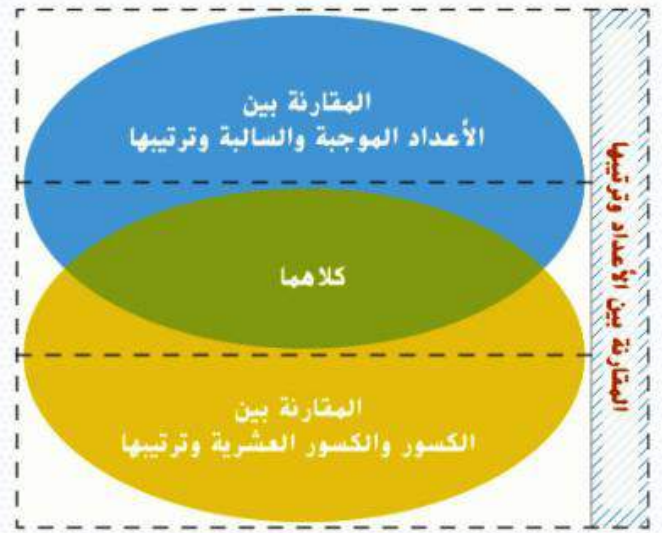 المقارنة بين
الأعداد الموجبة والسالبة وترتيبها
كلاهما
المقارنة بين
الكسور والكسور العشرية وترتيبها
المقارنة بين الأعداد وترتيبها